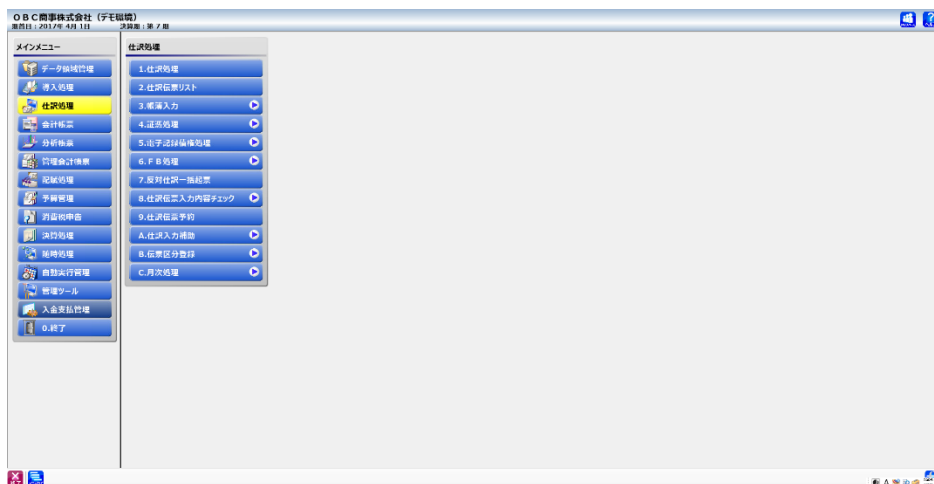 OBC商事株式会社 (デモ環境)
期首日 : 2017年 4月 1日 決算期 : 第 7 期
メインメニュー
データ領域管理
導入処理
仕訳処理
会計帳票
分析帳票
管理会計帳票
配賦処理
予算管理
消費税申告
決算処理
随時処理
自動実行管理
管理ツール
入金支払管理
0.終了
仕訳処理
1.仕訳処理
2.仕訳伝票リスト
3.帳簿入力
4.証憑処理
5.電子記録債権処理
6.FB処理
7.反対仕訳一括起票
8.仕訳伝票入力内容チェック
9.仕訳伝票予約
A.仕訳入力補助
B.伝票区分登録
C.月次処理